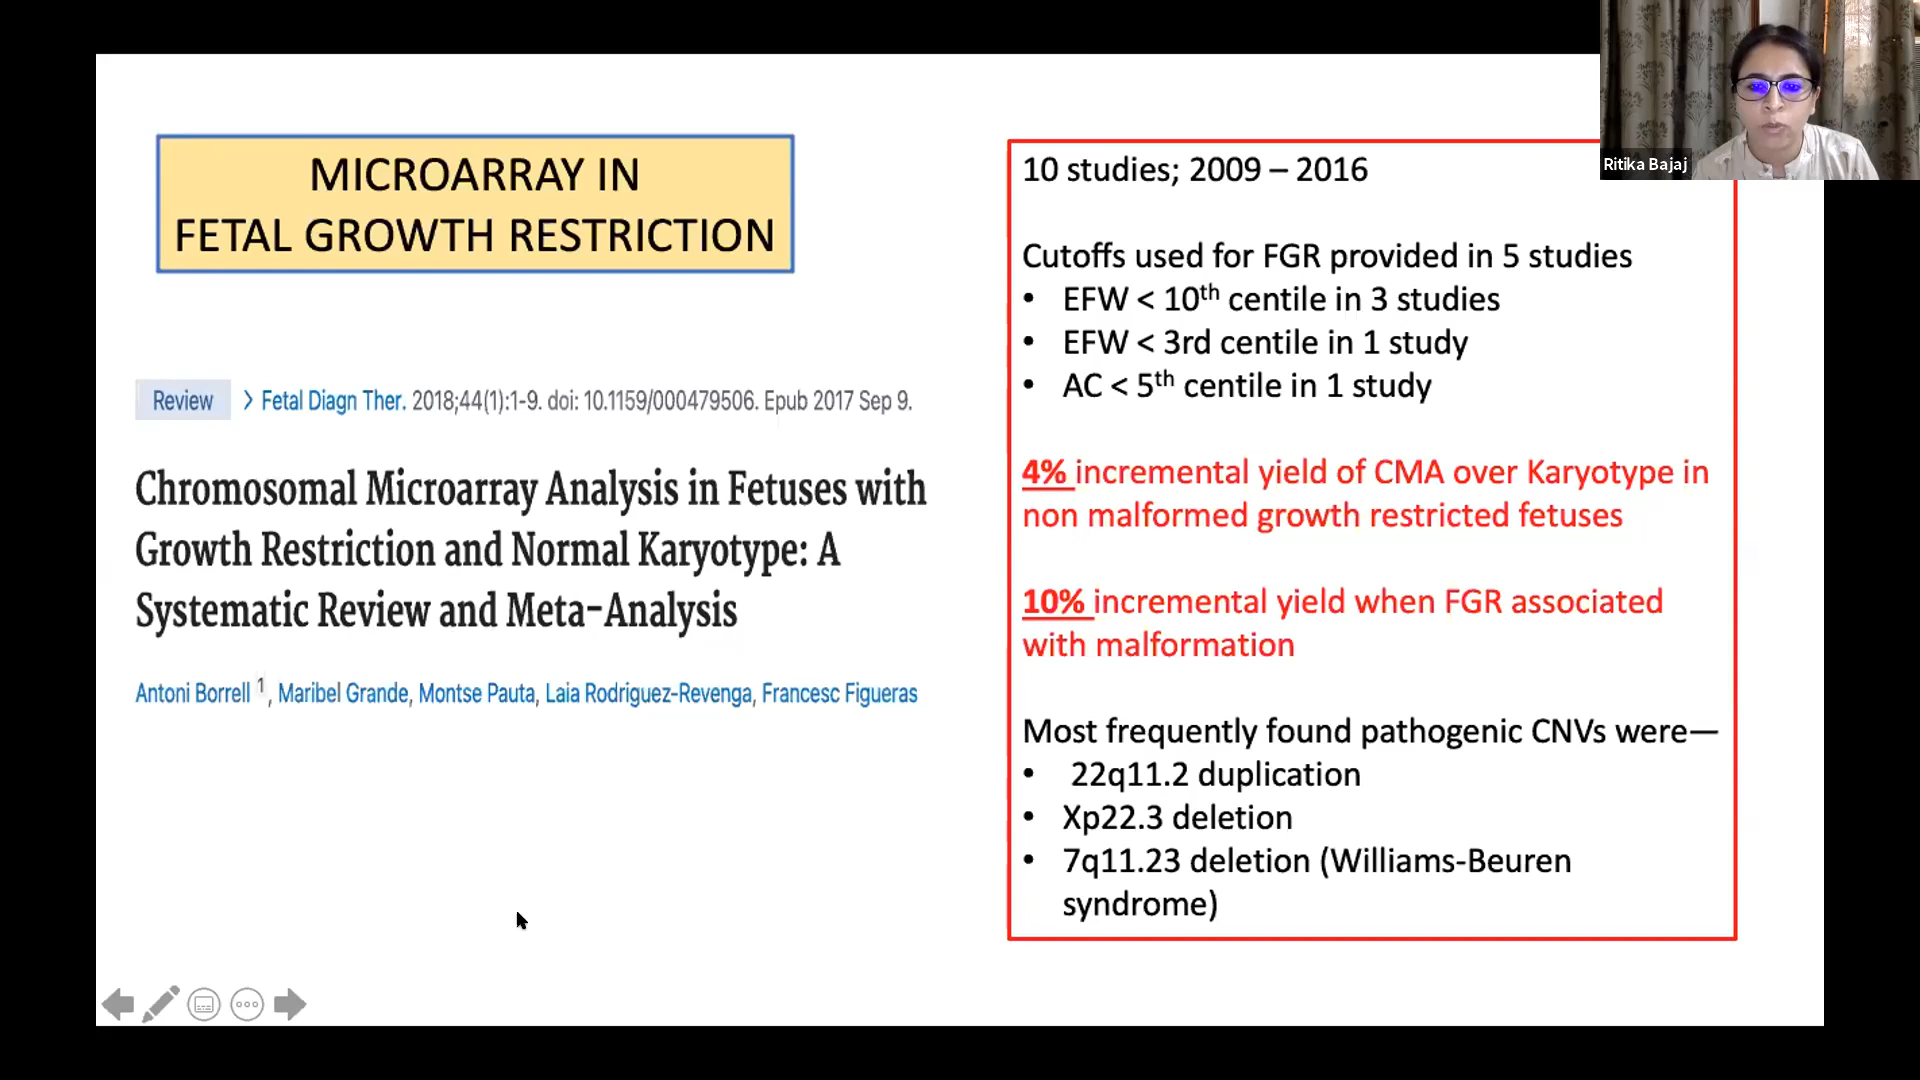 MICROARRAY IN
FETAL GROWTH RESTRICTION
Review > Fetal Diagn Ther. 2018;44(1):1-9. doi: 10.1159/000479506. Epub 2017 Sep 9.
Chromosomal Microarray Analysis in Fetuses with
Growth Restriction and Normal Karyotype: A
Systematic Review and Meta-Analysis
Antoni Borrell 1, Maribel Grande, Montse Pauta, Laia Rodriguez-Revenga, Francesc Figueras
10 studies; 2009 – 2016
Cutoffs used for FGR provided in 5 studies
• EFW < 10th centile in 3 studies
• EFW < 3rd centile in 1 study
• AC < 5th centile in 1 study
4% incremental yield of CMA over Karyotype in
non malformed growth restricted fetuses
10% incremental yield when FGR associated
with malformation
Most frequently found pathogenic CNVs were—
• 22q11.2 duplication
• Xp22.3 deletion
• 7q11.23 deletion (Williams-Beuren
syndrome)
Ritika Bajaj